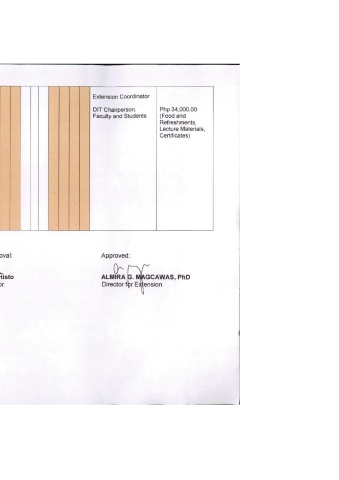 Extension Coordinator
DIT Chairperson,
Faculty and Students
Php 34,000.00
(Food and
Refreshments,
Lecture Materials,
Certificates)
oval:
Approved:
risto
ALMIRA G. MAGCAWAS, PhD
or
Director for Extension